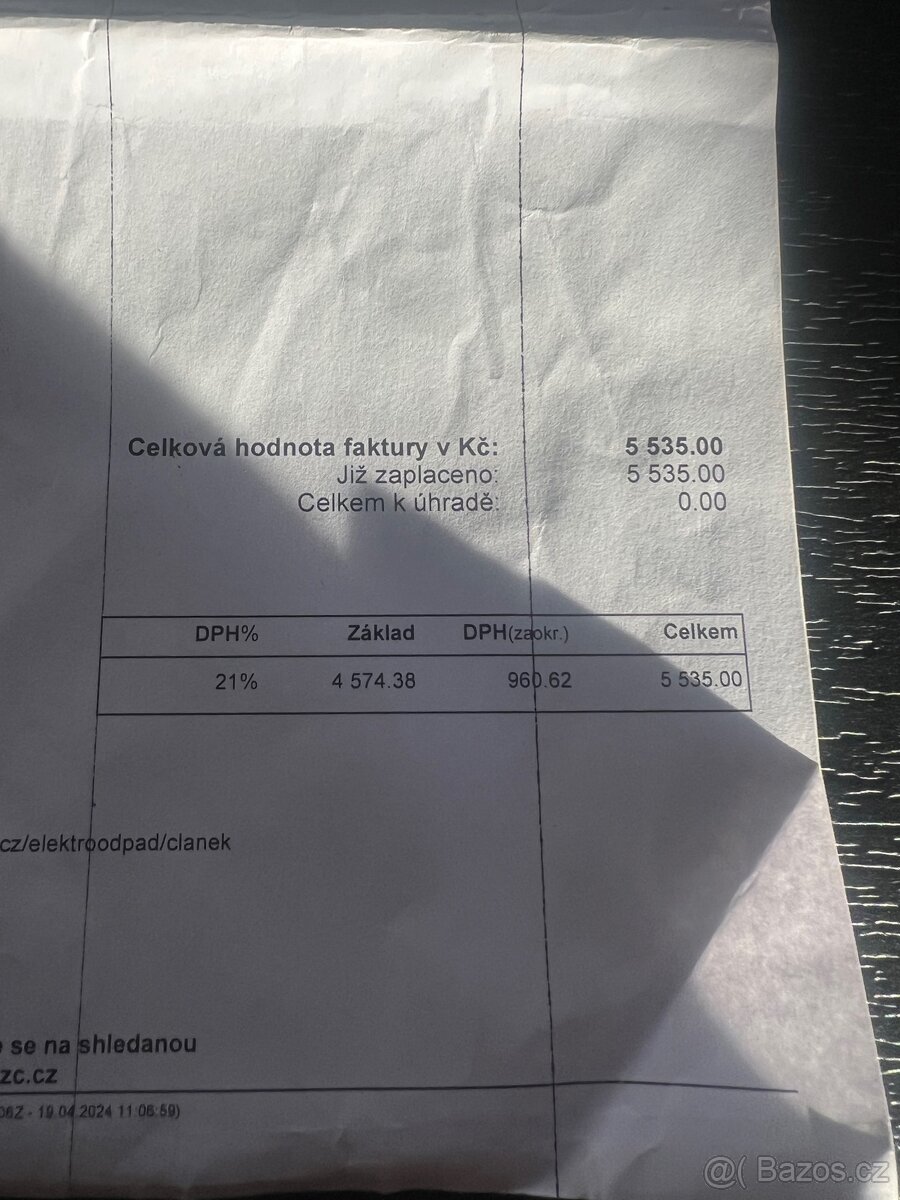 Celková hodnota faktury v Kč: 5 535.00
Již zaplaceno: 5 535.00
Celkem k úhradě: 0.00
DPH% Základ DPH(zaokr.) Celkem
21% 4 574.38 960.62 5 535.00
cz/elektroodpad/clanek
se na shledanou
zc.cz
06Z - 19.04.2024 11:06:59)
@( Bazos.cz